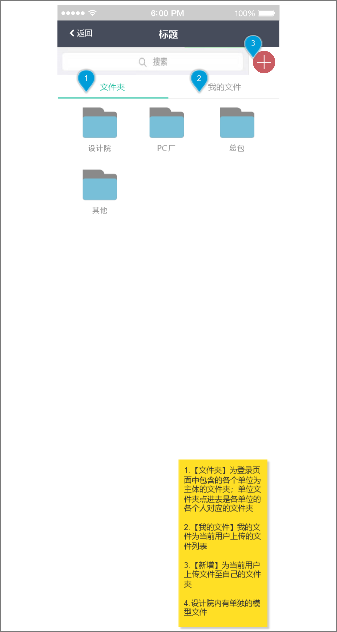 6:00 PM 100%
返回 标题
3
搜索
1 2
文件夹 我的文件
设计院 PC厂 总包
其他
1.【文件夹】为登录页
面中包含的各个单位为
主体的文件夹；单位文
件夹点进去是各单位的
各个人对应的文件夹
2.【我的文件】我的文
件为当前用户上传的文
件列表
3.【新增】为当前用户
上传文件至自己的文件
夹
4.设计院内有单独的模
型文件